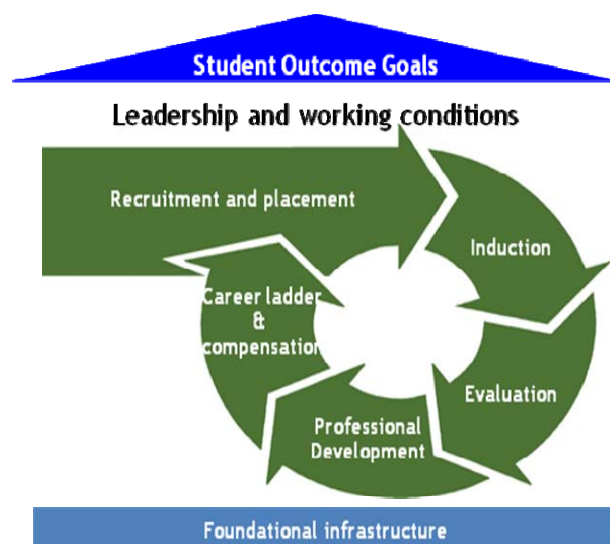 Student Outcome Goals
Leadership and working conditions
Recruitment and placement
Induction
Career ladder
&
compensation
Evaluation
Professional
Development
Foundational infrastructure